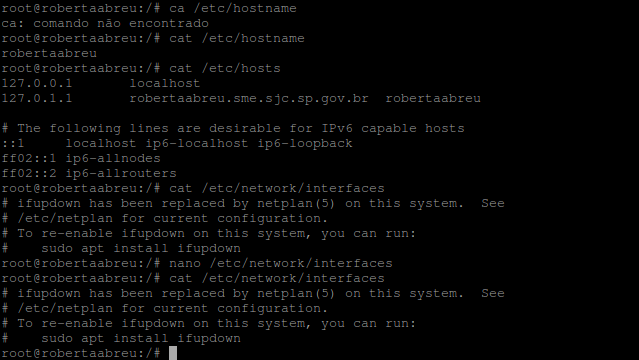 root@robertaabreu:/# ca /etc/hostname
ca: comando não encontrado
root@robertaabreu:/# cat /etc/hostname
robertaabreu
root@robertaabreu:/# cat /etc/hosts
127.0.0.1       localhost
127.0.1.1       robertaabreu.sme.sjc.sp.gov.br  robertaabreu
# The following lines are desirable for IPv6 capable hosts
::1     localhost ip6-localhost ip6-loopback
ff02::1 ip6-allnodes
ff02::2 ip6-allrouters
root@robertaabreu:/# cat /etc/network/interfaces
# ifupdown has been replaced by netplan(5) on this system.  See
# /etc/netplan for current configuration.
# To re-enable ifupdown on this system, you can run:
#    sudo apt install ifupdown
root@robertaabreu:/# nano /etc/network/interfaces
root@robertaabreu:/# cat /etc/network/interfaces
# ifupdown has been replaced by netplan(5) on this system.  See
# /etc/netplan for current configuration.
# To re-enable ifupdown on this system, you can run:
#    sudo apt install ifupdown
root@robertaabreu:/#